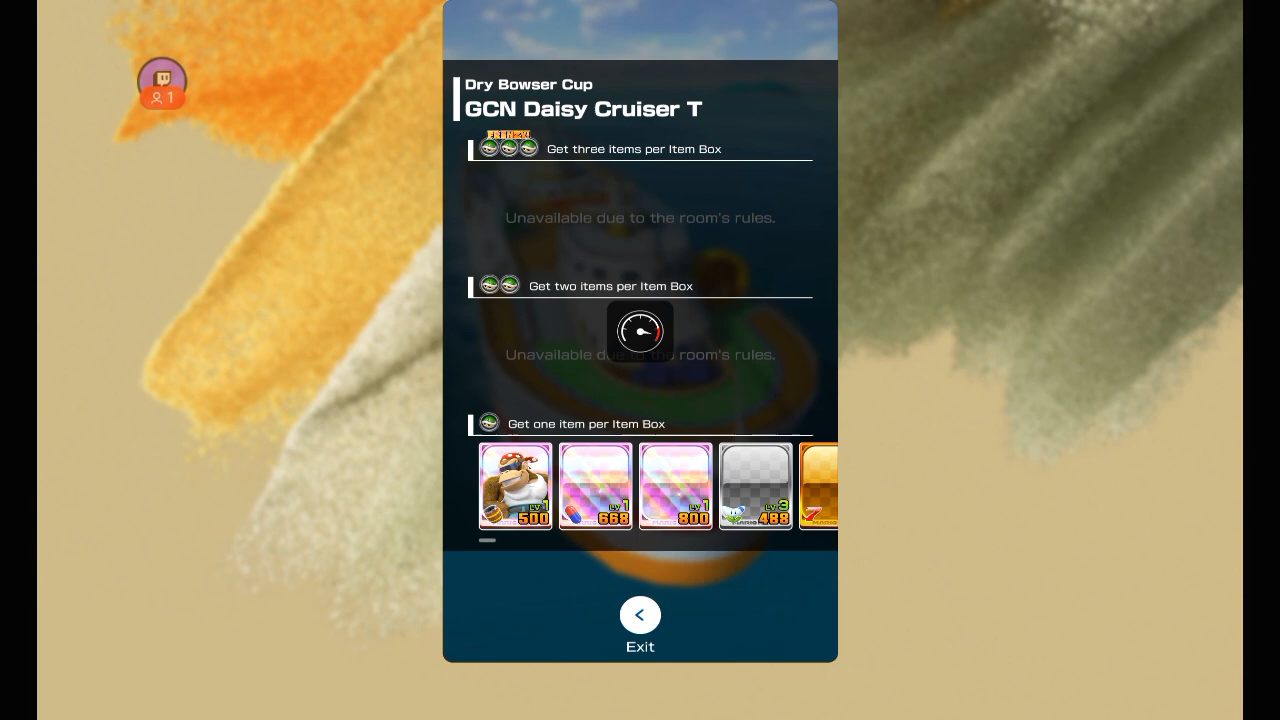 1
Dry Bowser Cup
GCN Daisy Cruiser T
FRENZY!
Get three items per Item Box
Unavailable due to the room's rules.
Get two items per Item Box
Unavailable due to the room's rules.
Get one item per Item Box
Lv 1
500
Lv 1
668
Lv 1
800
Lv 3
488
Exit